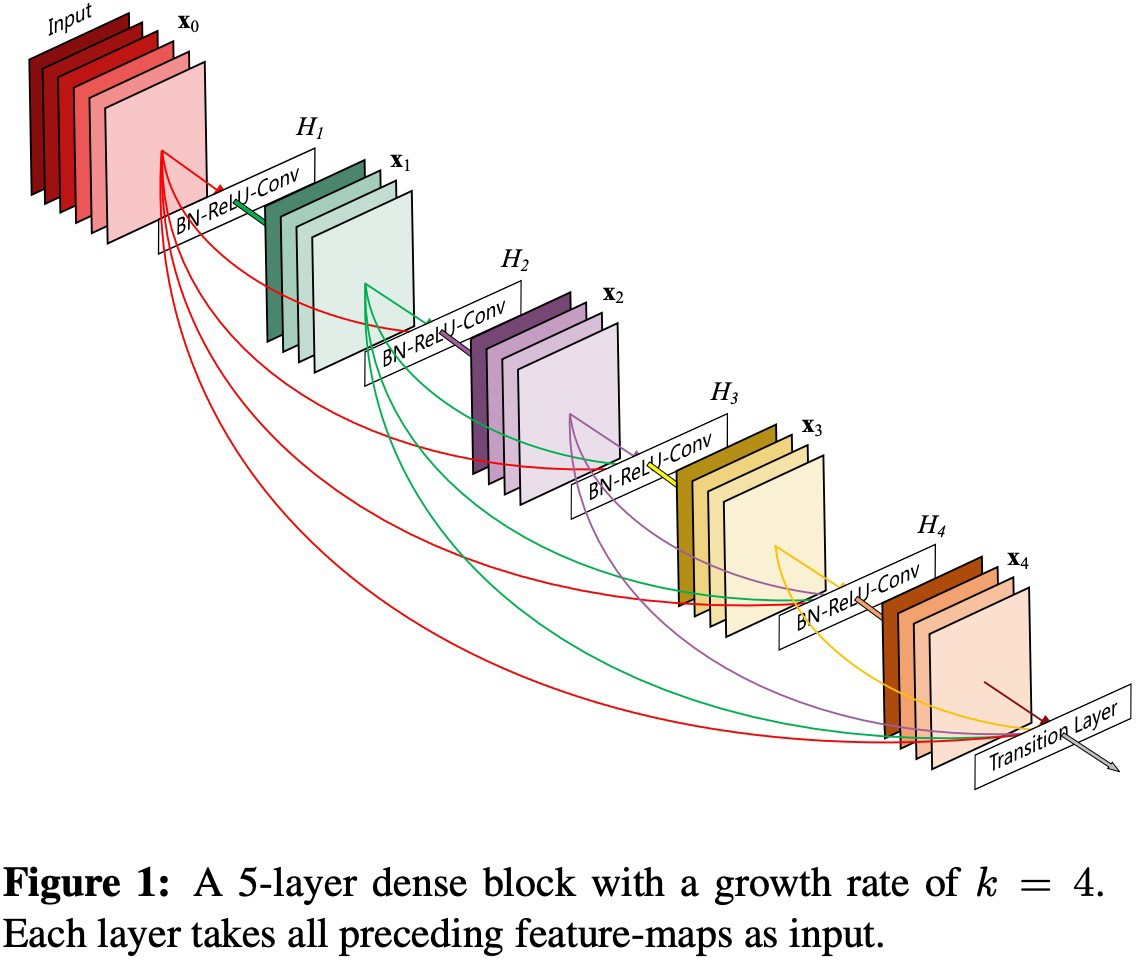 Input
x₀
H₁
BN-ReLU-Conv
x₁
H₂
BN-ReLU-Conv
x₂
H₃
BN-ReLU-Conv
x₃
H₄
BN-ReLU-Conv
x₄
Transition Layer
Figure 1: A 5-layer dense block with a growth rate of k = 4.
Each layer takes all preceding feature-maps as input.